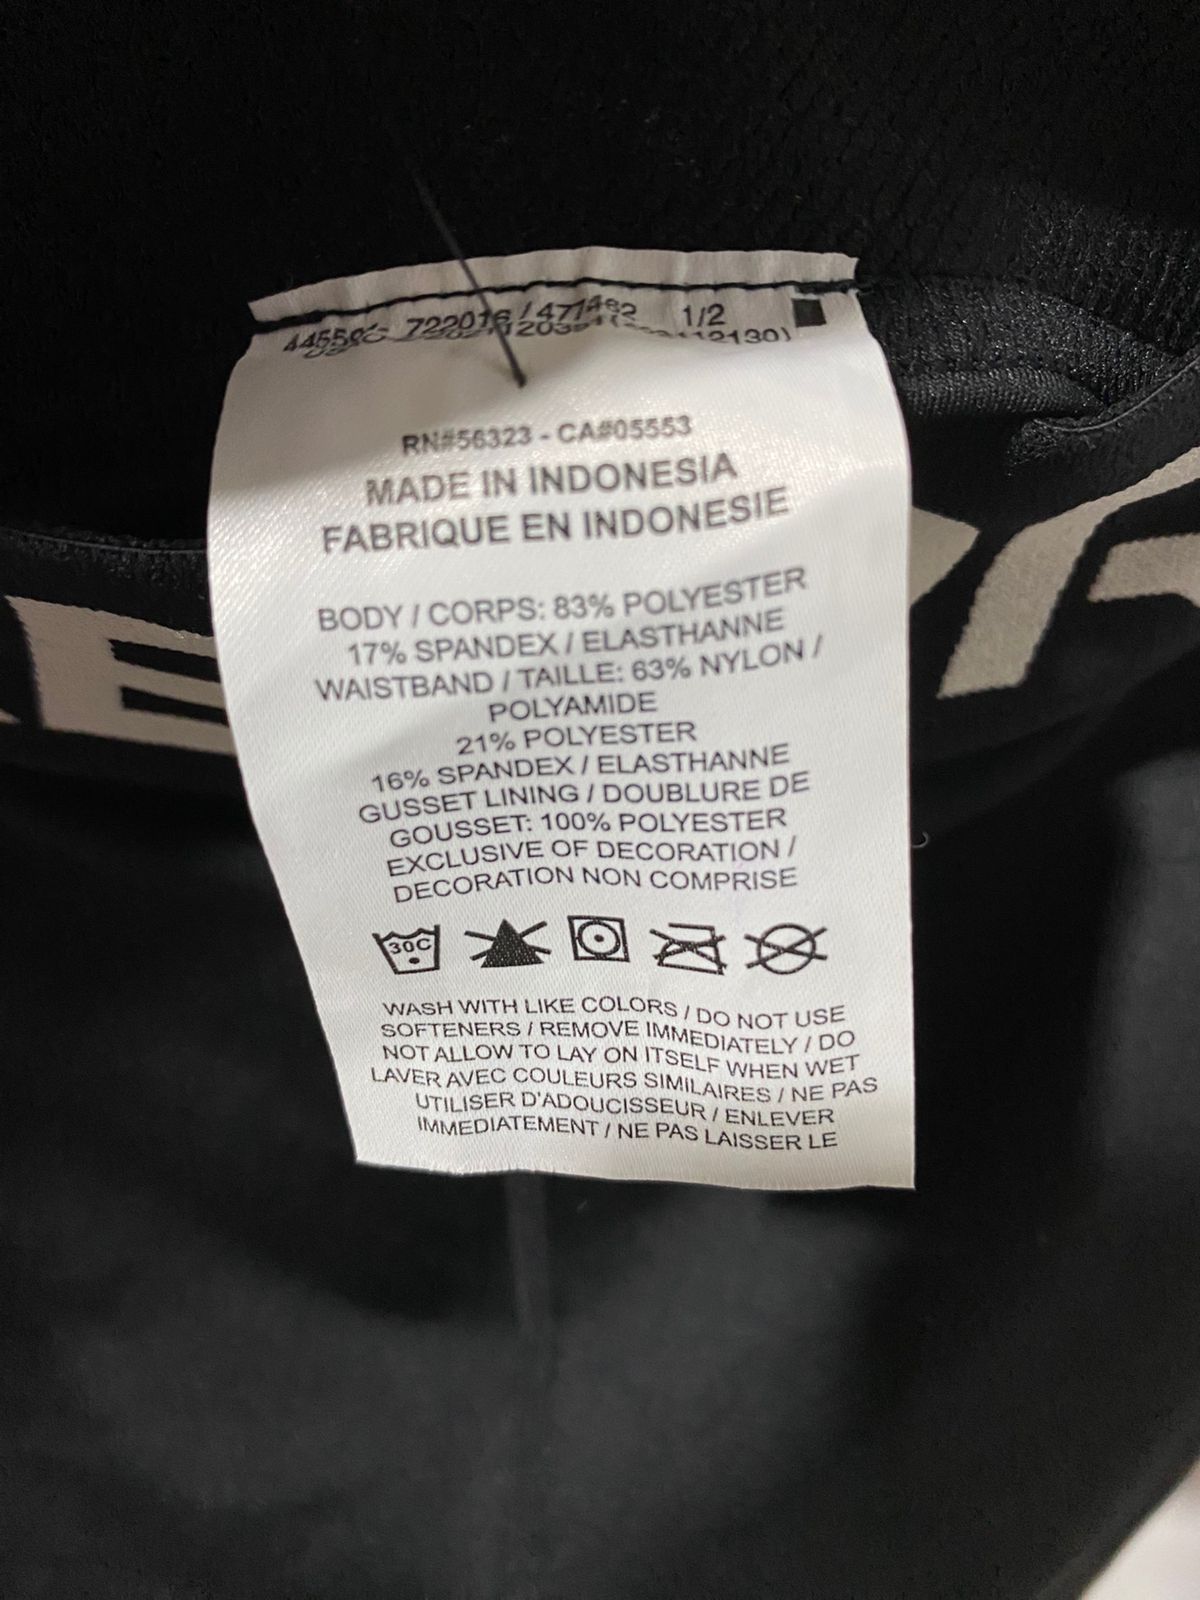 1/2
RN#56323 - CA#05553
MADE IN INDONESIA
FABRIQUE EN INDONESIE
BODY / CORPS: 83% POLYESTER
17% SPANDEX / ELASTHANNE
WAISTBAND / TAILLE: 63% NYLON /
POLYAMIDE
21% POLYESTER
16% SPANDEX / ELASTHANNE
GUSSET LINING / DOUBLURE DE
GOUSSET: 100% POLYESTER
EXCLUSIVE OF DECORATION /
DECORATION NON COMPRISE
30C
WASH WITH LIKE COLORS / DO NOT USE
SOFTENERS / REMOVE IMMEDIATELY / DO
NOT ALLOW TO LAY ON ITSELF WHEN WET
LAVER AVEC COULEURS SIMILAIRES / NE PAS
UTILISER D'ADOUCISSEUR / ENLEVER
IMMEDIATEMENT / NE PAS LAISSER LE